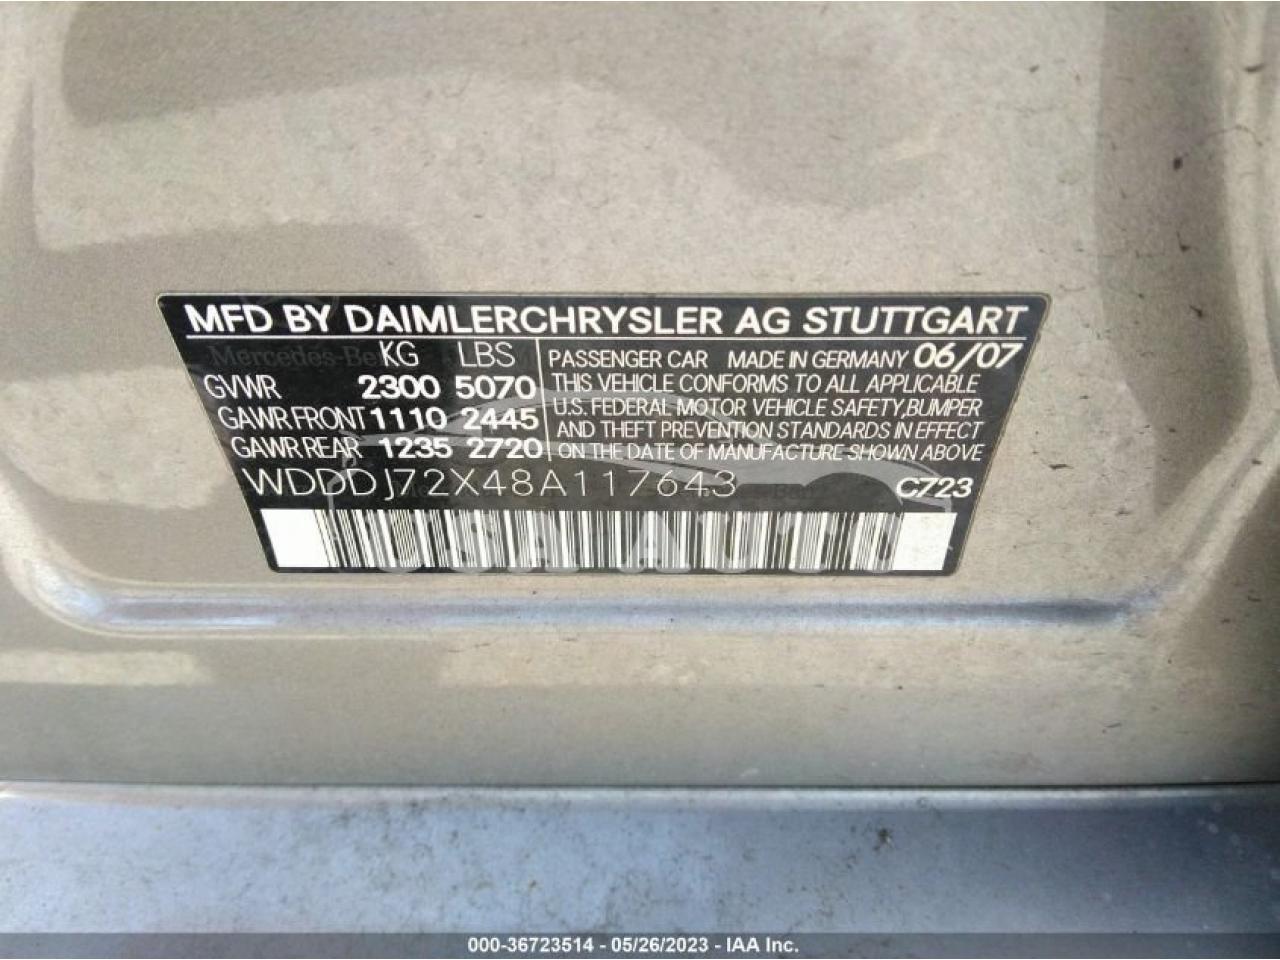 MFD BY DAIMLERCHRYSLER AG STUTTGART
KG LBS
GVWR 2300 5070
GAWR FRONT 1110 2445
GAWR REAR 1235 2720
PASSENGER CAR MADE IN GERMANY 06/07
THIS VEHICLE CONFORMS TO ALL APPLICABLE
U.S. FEDERAL MOTOR VEHICLE SAFETY, BUMPER
AND THEFT PREVENTION STANDARDS IN EFFECT
ON THE DATE OF MANUFACTURE SHOWN ABOVE
WDDDJ72X48A117643 C723
000-36723514 - 05/26/2023 - IAA Inc.